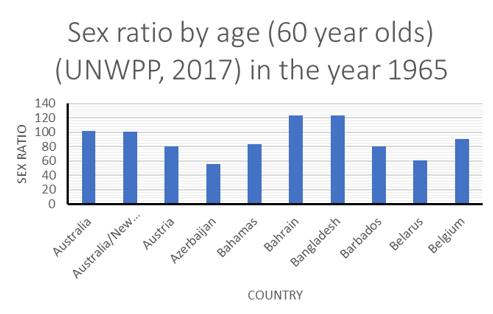 Sex ratio by age (60 year olds)
(UNWPP, 2017) in the year 1965
SEX RATIO
140
120
100
80
60
40
20
0
Australia
Australia/New...
Austria
Azerbaijan
Bahamas
Bahrain
Bangladesh
Barbados
Belarus
Belgium
COUNTRY